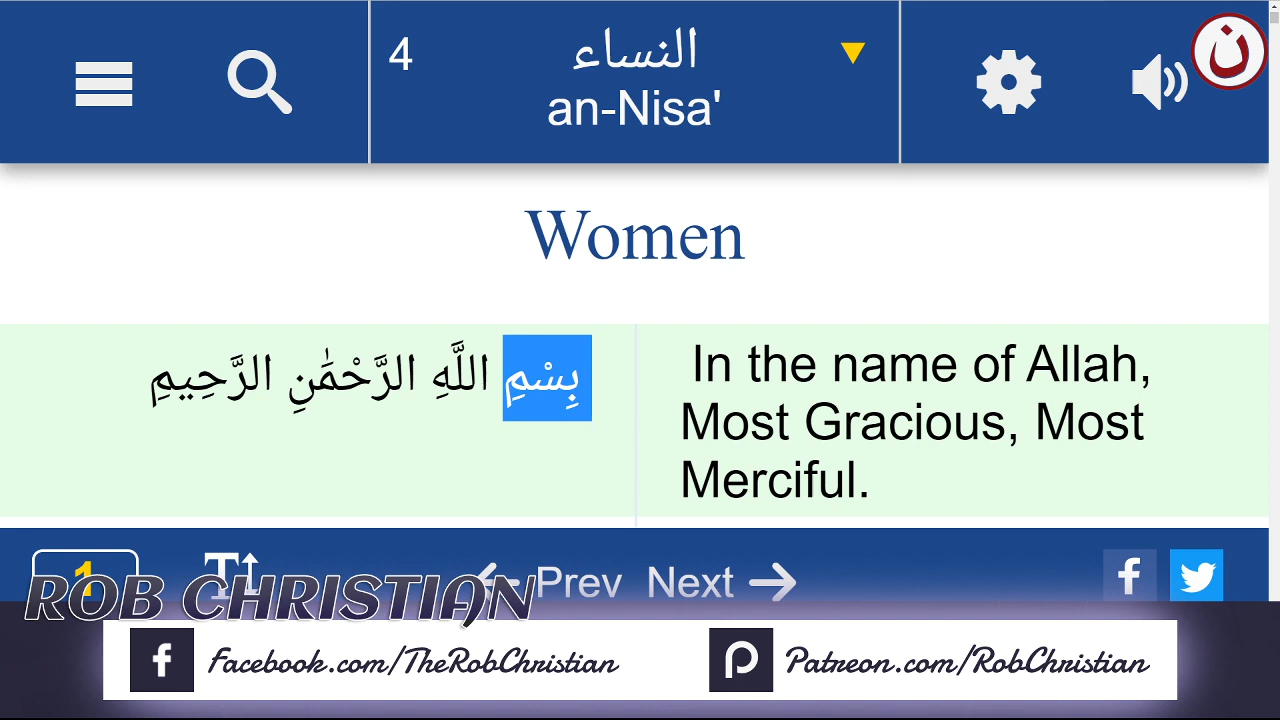 4
النساء
an-Nisa'
ن
Women
بِسْمِ اللَّهِ الرَّحْمَٰنِ الرَّحِيمِ
In the name of Allah,
Most Gracious, Most
Merciful.
1
T
Prev Next
ROB CHRISTIAN
Facebook.com/TheRobChristian
Patreon.com/RobChristian